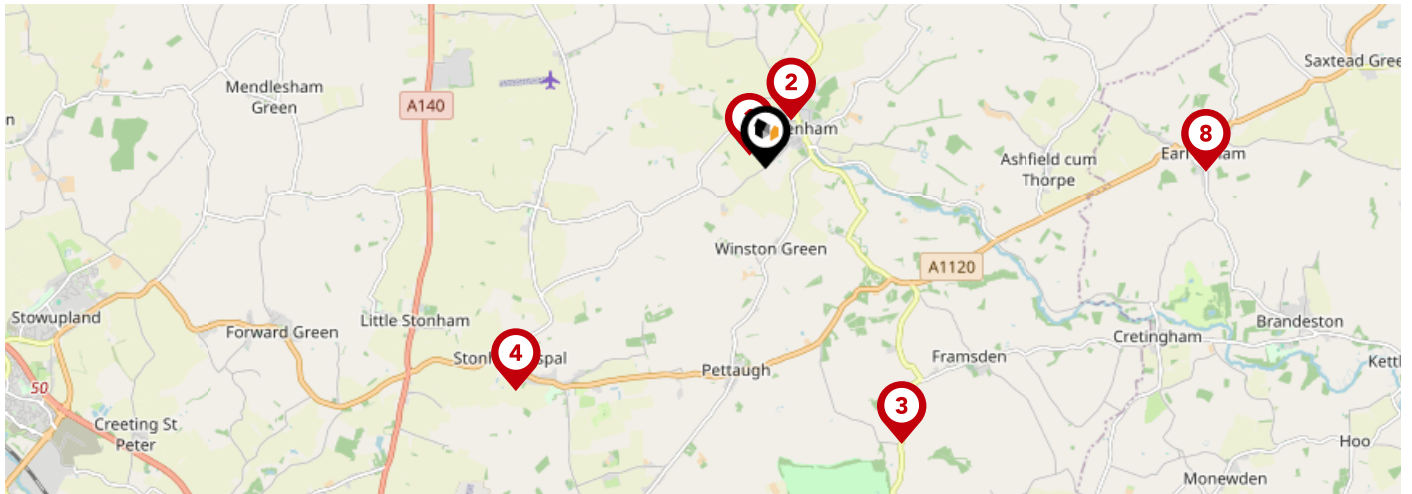 Saxtead Gree
Mendlesham
Green
A140
2
n
enham
8
Ashfield cum
Thorpe
Winston Green
A1120
Stowupland
Forward Green
Little Stonham
Brandeston
Cretingham
4
Framsden
Kettl
50
Pettaugh
3
Creeting St
Peter
Hoo
Monewden